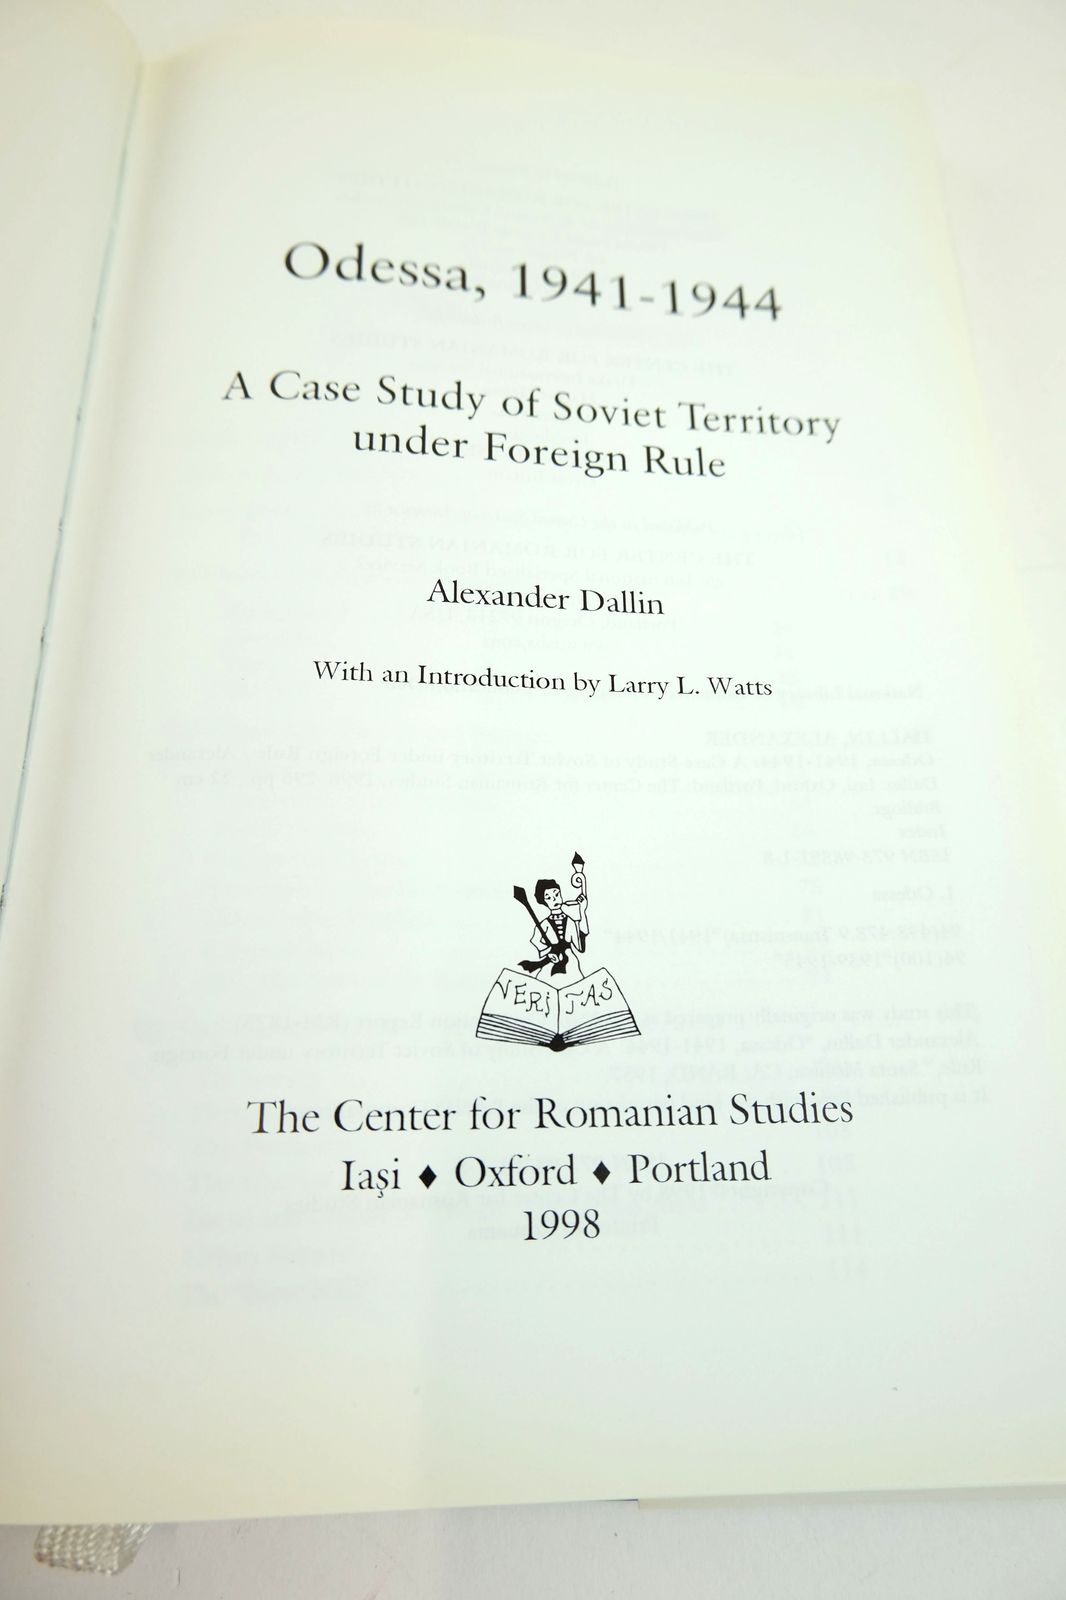 Odessa, 1941-1944
A Case Study of Soviet Territory
under Foreign Rule
Alexander Dallin
With an Introduction by Larry L. Watts
VERITAS
The Center for Romanian Studies
Iaşi ♦ Oxford ♦ Portland
1998